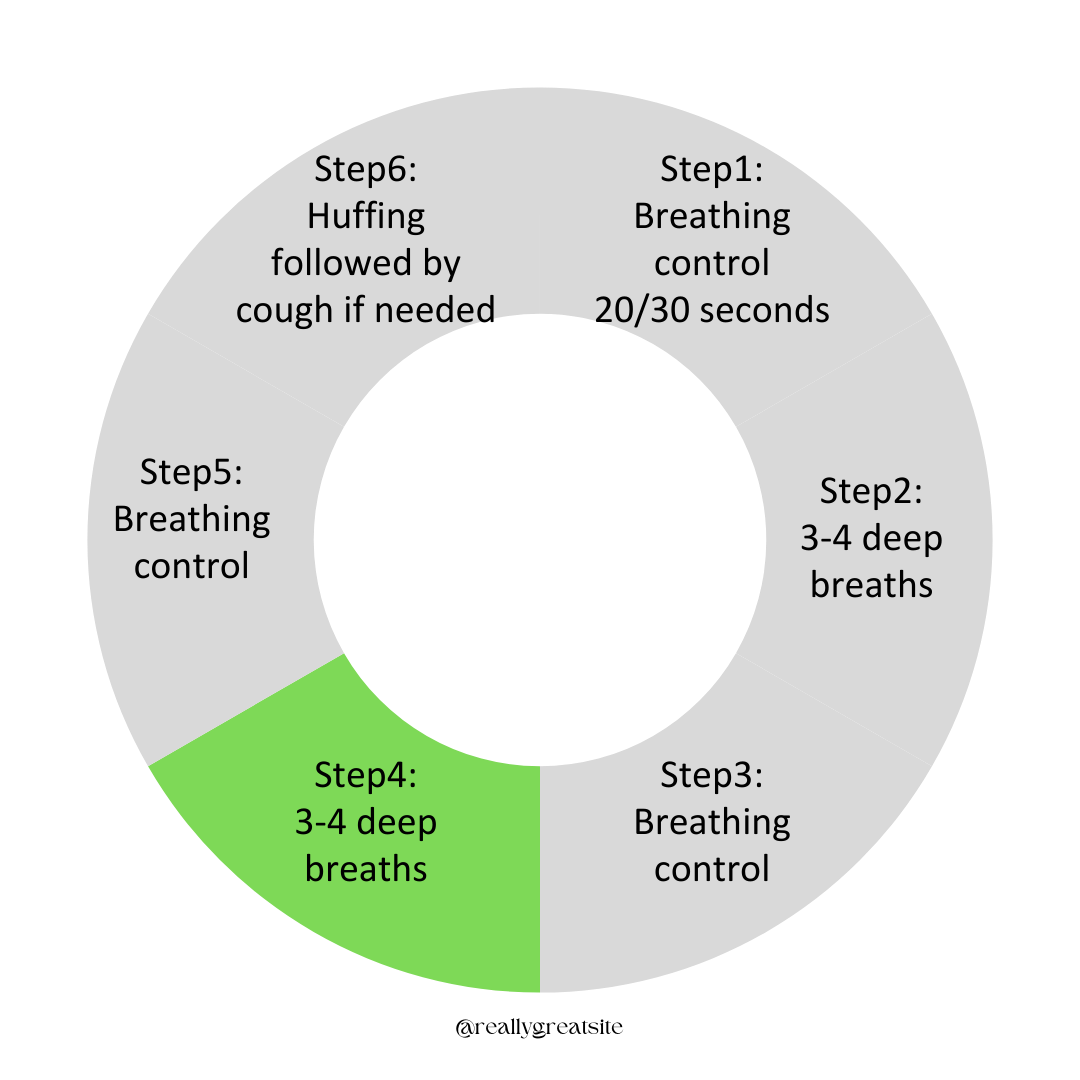 Step1:
Breathing
control
20/30 seconds
Step2:
3-4 deep
breaths
Step3:
Breathing
control
Step4:
3-4 deep
breaths
Step5:
Breathing
control
Step6:
Huffing
followed by
cough if needed
@reallygreatsite